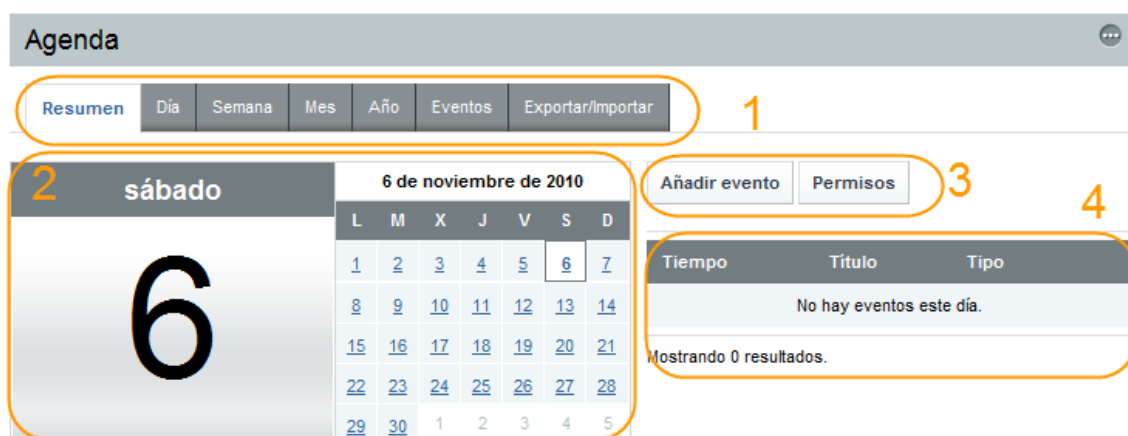 Agenda
Resumen Día Semana Mes Año Eventos Exportar/Importar 1
2 sábado
6
6 de noviembre de 2010
L M X J V S D
1 2 3 4 5 6 7
8 9 10 11 12 13 14
15 16 17 18 19 20 21
22 23 24 25 26 27 28
29 30 1 2 3 4 5
Añadir evento Permisos 3
4
Tiempo Título Tipo
No hay eventos este día.
Mostrando 0 resultados.